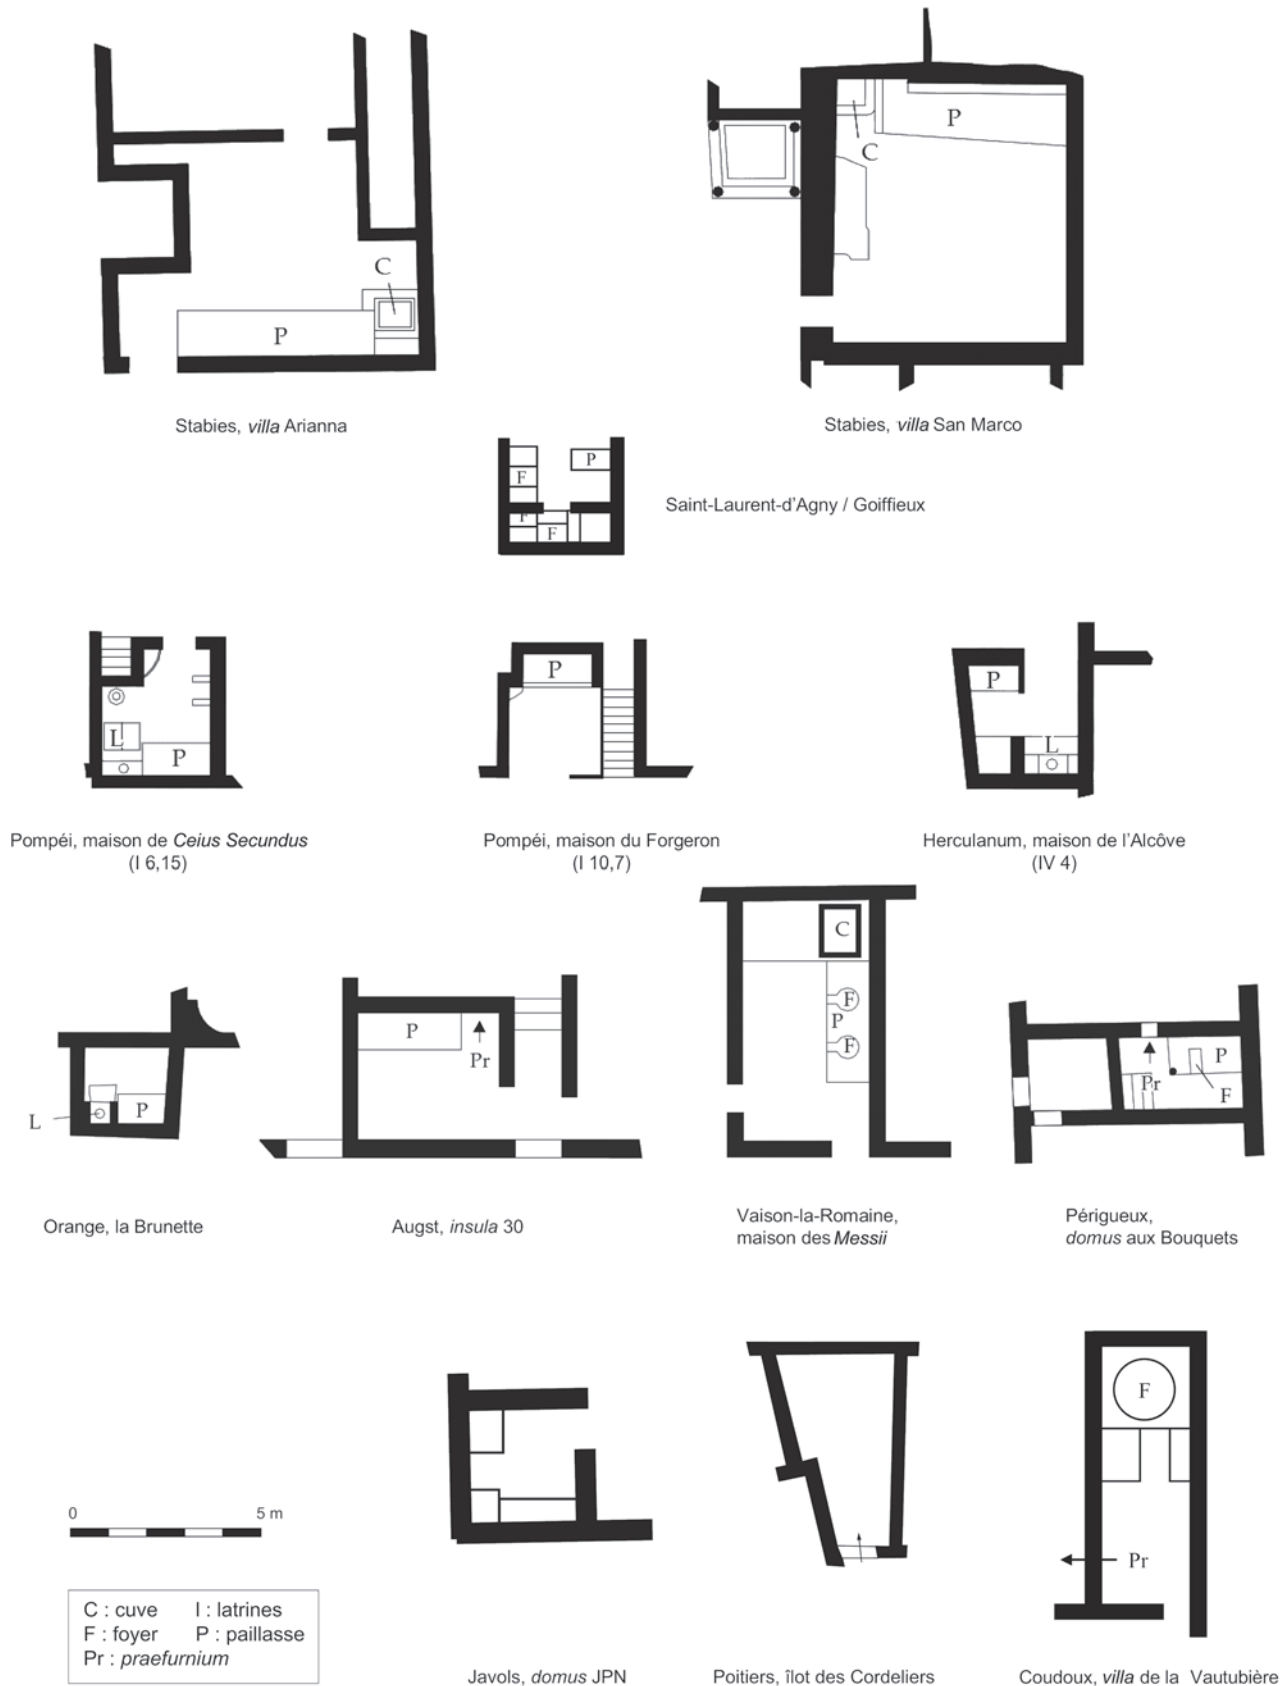 C
P
Stabies, villa Arianna
P
C
Stabies, villa San Marco
F
P
F
F
Saint-Laurent-d'Agny / Goiffieux
L
P
Pompéi, maison de Ceius Secundus
(I 6,15)
P
Pompéi, maison du Forgeron
(I 10,7)
P
L
Herculanum, maison de l'Alcôve
(IV 4)
L
P
Orange, la Brunette
P
Pr
Augst, insula 30
C
F
P
F
Vaison-la-Romaine,
maison des Messii
P
Pr
F
Périgueux,
domus aux Bouquets
0 5 m
C : cuve I : latrines
F : foyer P : paillasse
Pr : praefurnium
Javols, domus JPN
Poitiers, îlot des Cordeliers
F
Pr
Coudoux, villa de la Vautubière